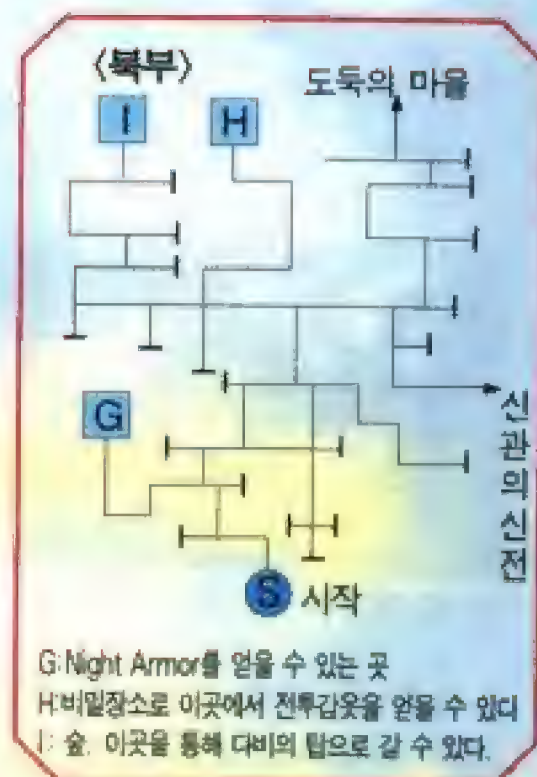 〈북부〉
도둑의 마을
I
H
G
신관의 신전
S 시작
G:Night Armor를 얻을 수 있는 곳
H:비밀장소로 이곳에서 전투갑옷을 얻을 수 있다
I: 숲. 이곳을 통해 다비의 탑으로 갈 수 있다.